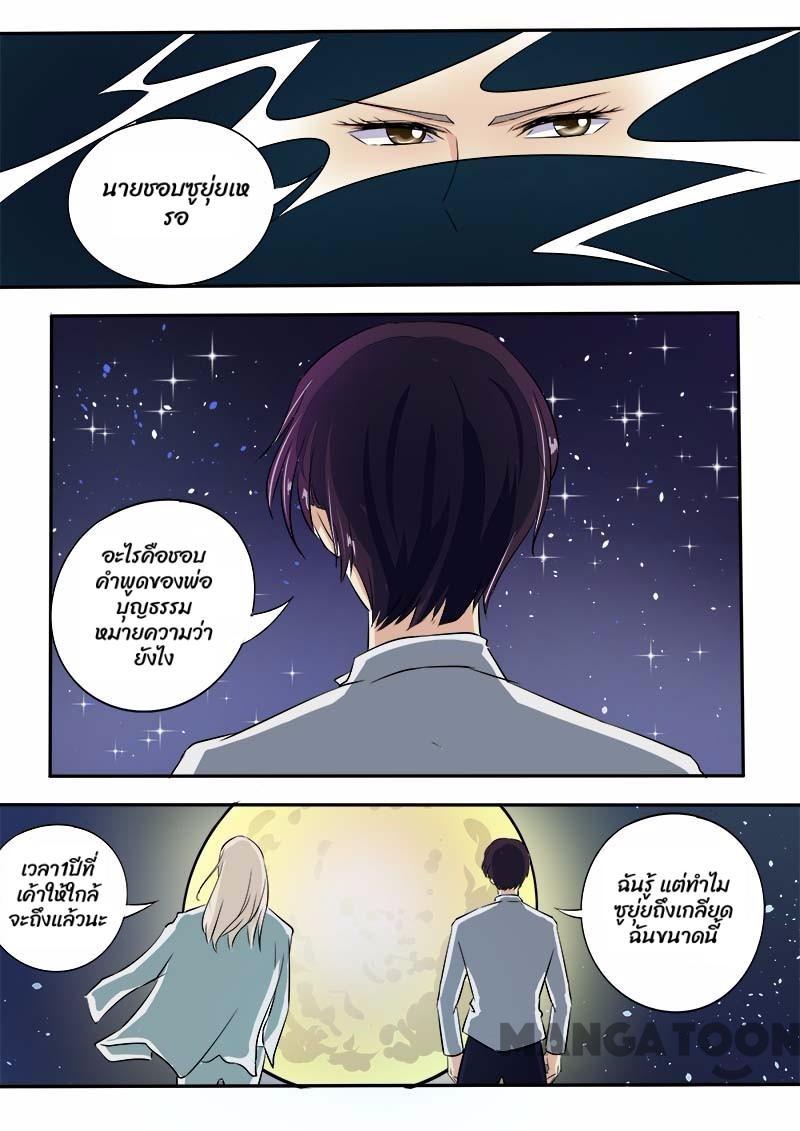 นายชอบซูยุ่ยเห
รอ
อะไรคือชอบ
คำพูดของพ่อ
บุญธรรม
หมายความว่า
ยังไง
เวลา1ปีที่
เค้าให้ใกล้
จะถึงแล้วนะ
ฉันรู้ แต่ทำไม
ซูยุ่ยถึงเกลียด
ฉันขนาดนี้
MANGATOON